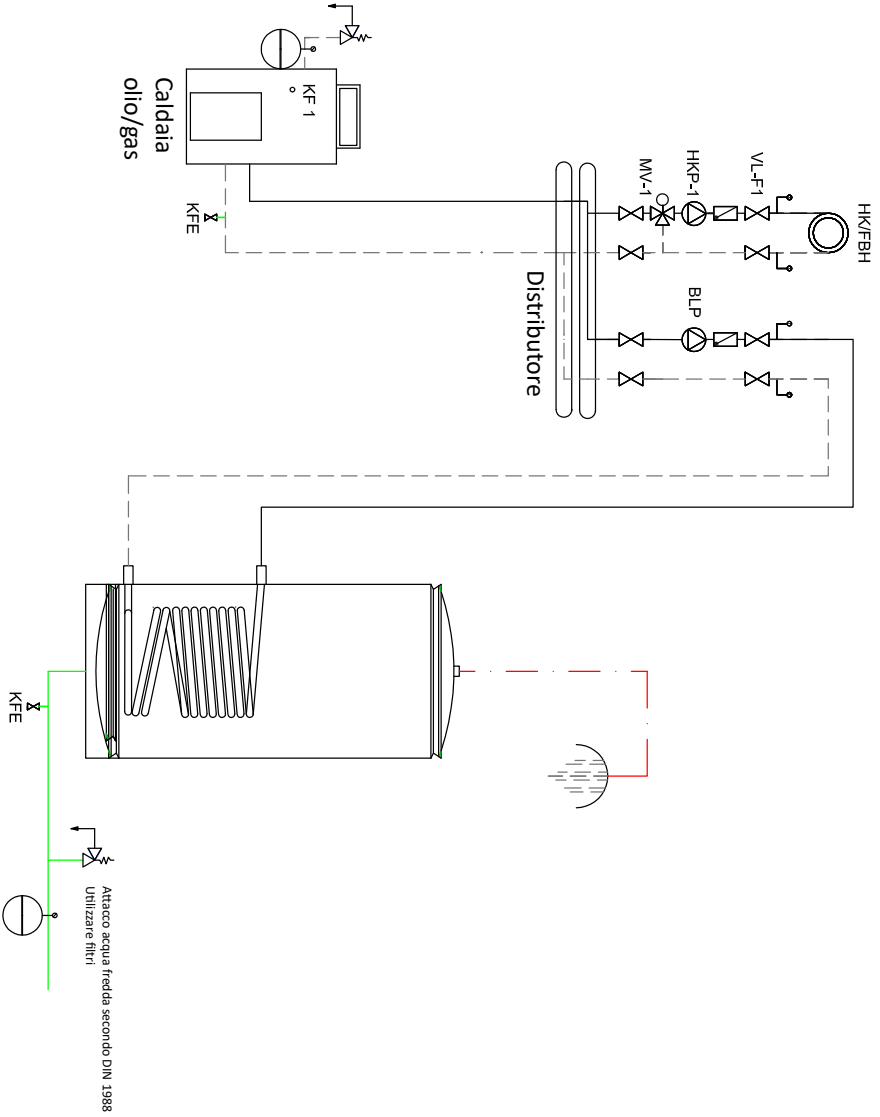 HK/FBH
VL-F1
HKP-1
MV-1
BLP
KF 1
Caldaia
olio/gas
KFE
Distributore
KFE
Attacco acqua fredda secondo DIN 1988
Utilizzare filtri